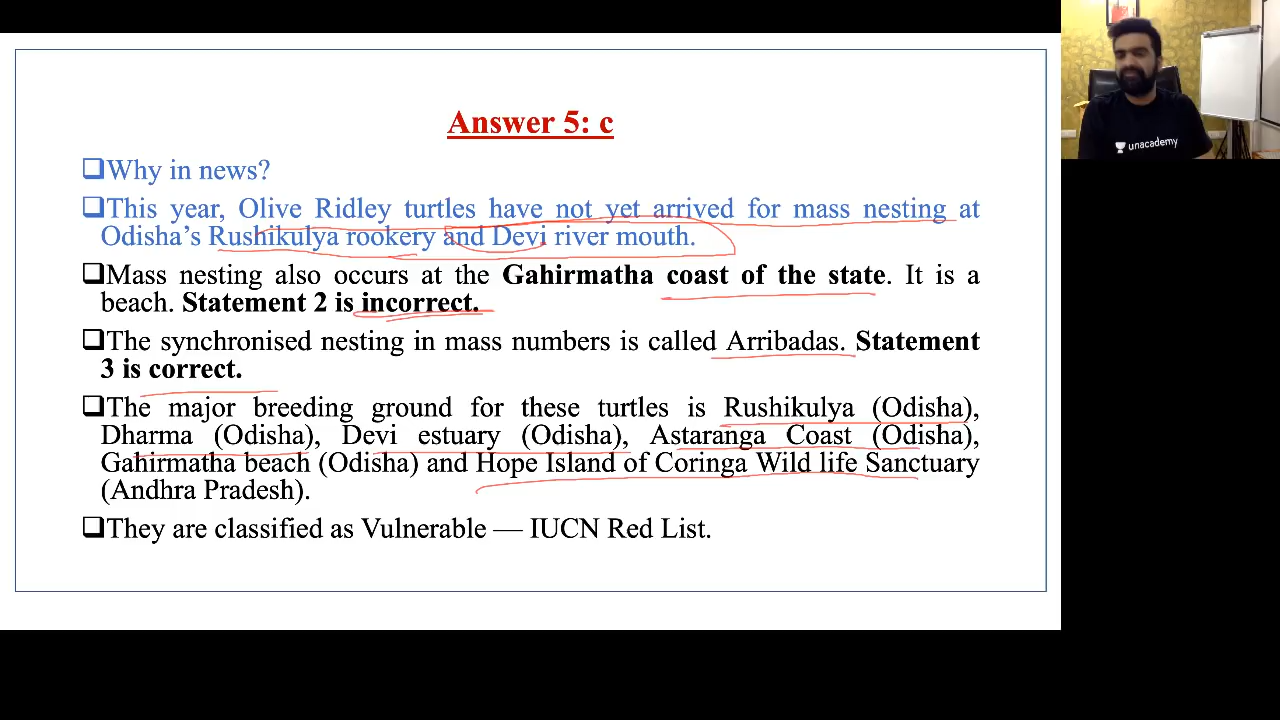 Answer 5: c
❑Why in news?
❑This year, Olive Ridley turtles have not yet arrived for mass nesting at
Odisha’s Rushikulya rookery and Devi river mouth.
❑Mass nesting also occurs at the Gahirmatha coast of the state. It is a
beach. Statement 2 is incorrect.
❑The synchronised nesting in mass numbers is called Arribadas. Statement
3 is correct.
❑The major breeding ground for these turtles is Rushikulya (Odisha),
Dharma (Odisha), Devi estuary (Odisha), Astaranga Coast (Odisha),
Gahirmatha beach (Odisha) and Hope Island of Coringa Wild life Sanctuary
(Andhra Pradesh).
❑They are classified as Vulnerable — IUCN Red List.
unacademy